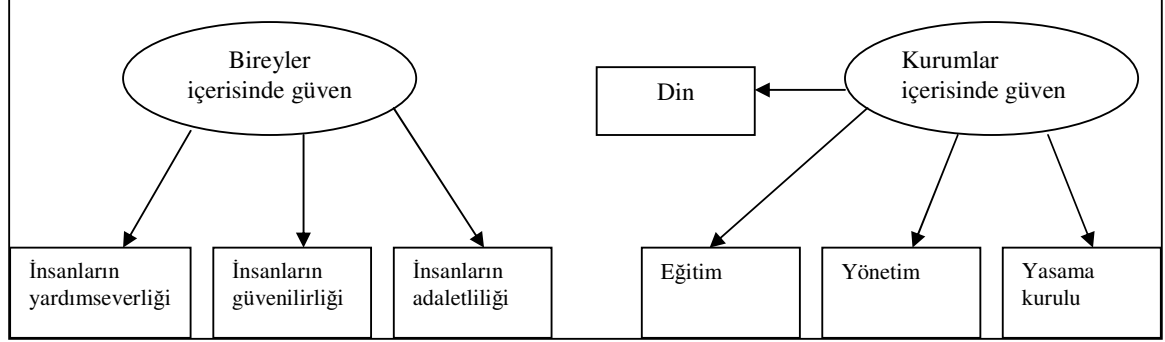 Bireyler
içerisinde güven
Kurumlar
içerisinde güven
Din
İnsanların
yardımseverliği
İnsanların
güvenilirliği
İnsanların
adaletliliği
Eğitim
Yönetim
Yasama
kurulu